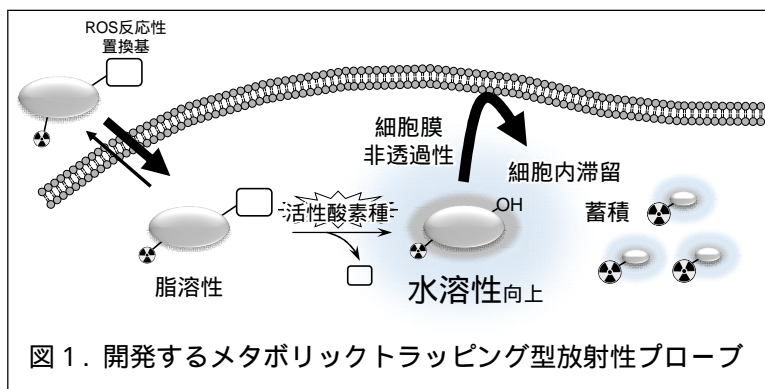 ROS反応性
置換基
細胞膜
非透過性
細胞内滞留
活性酸素種
OH
蓄積
脂溶性
水溶性向上
図1. 開発するメタボリックトラッピング型放射性プローブ